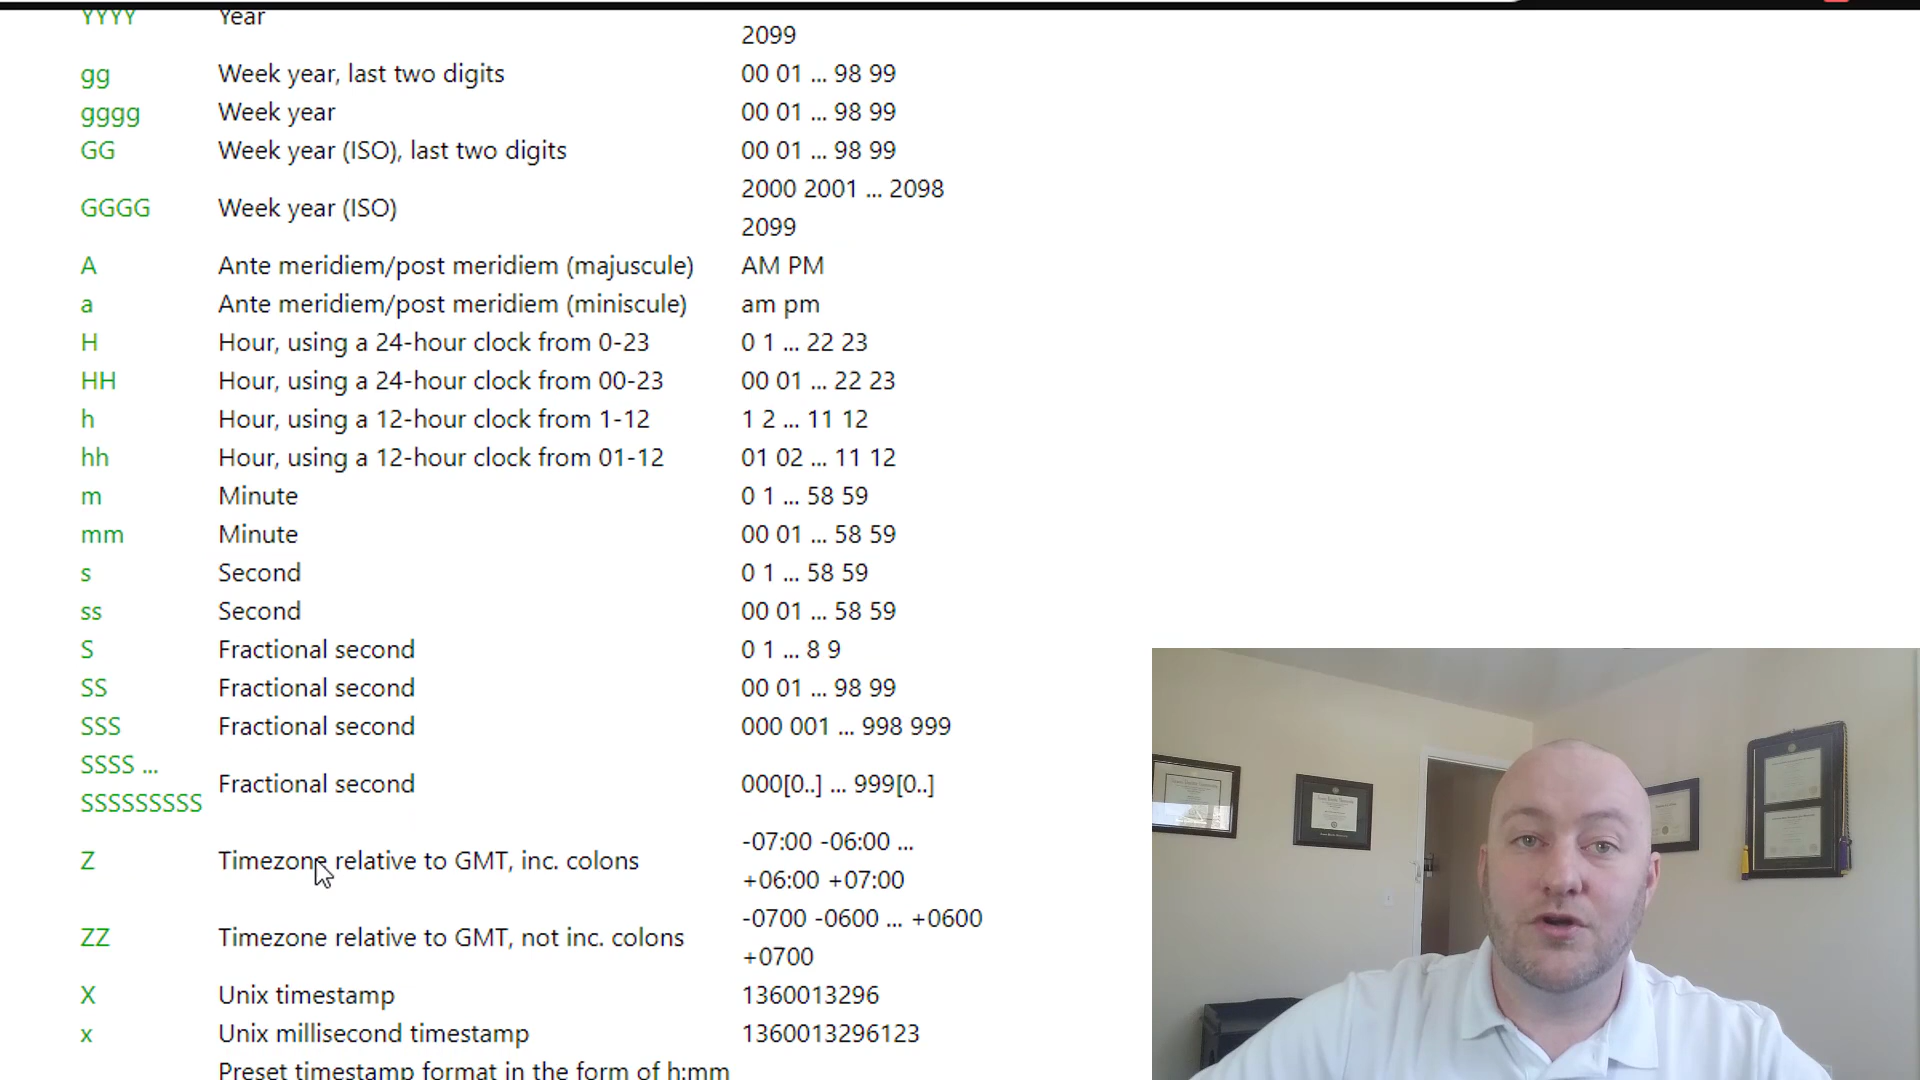 YYYY Year
2099
gg Week year, last two digits 00 01 ... 98 99
gggg Week year 00 01 ... 98 99
GG Week year (ISO), last two digits 00 01 ... 98 99
2000 2001 ... 2098
GGGG Week year (ISO)
2099
A Ante meridiem/post meridiem (majuscule) AM PM
a Ante meridiem/post meridiem (miniscule) am pm
H Hour, using a 24-hour clock from 0-23 0 1 ... 22 23
HH Hour, using a 24-hour clock from 00-23 00 01 ... 22 23
h Hour, using a 12-hour clock from 1-12 1 2 ... 11 12
hh Hour, using a 12-hour clock from 01-12 01 02 ... 11 12
m Minute 0 1 ... 58 59
mm Minute 00 01 ... 58 59
s Second 0 1 ... 58 59
ss Second 00 01 ... 58 59
S Fractional second 0 1 ... 8 9
SS Fractional second 00 01 ... 98 99
SSS Fractional second 000 001 ... 998 999
SSSS ...
Fractional second 000[0..] ... 999[0..]
SSSSSSSSS
-07:00 -06:00 ...
Z Timezone relative to GMT, inc. colons
+06:00 +07:00
-0700 -0600 ... +0600
ZZ Timezone relative to GMT, not inc. colons
+0700
X Unix timestamp 1360013296
x Unix millisecond timestamp 1360013296123
Preset timestamp format in the form of h:mm